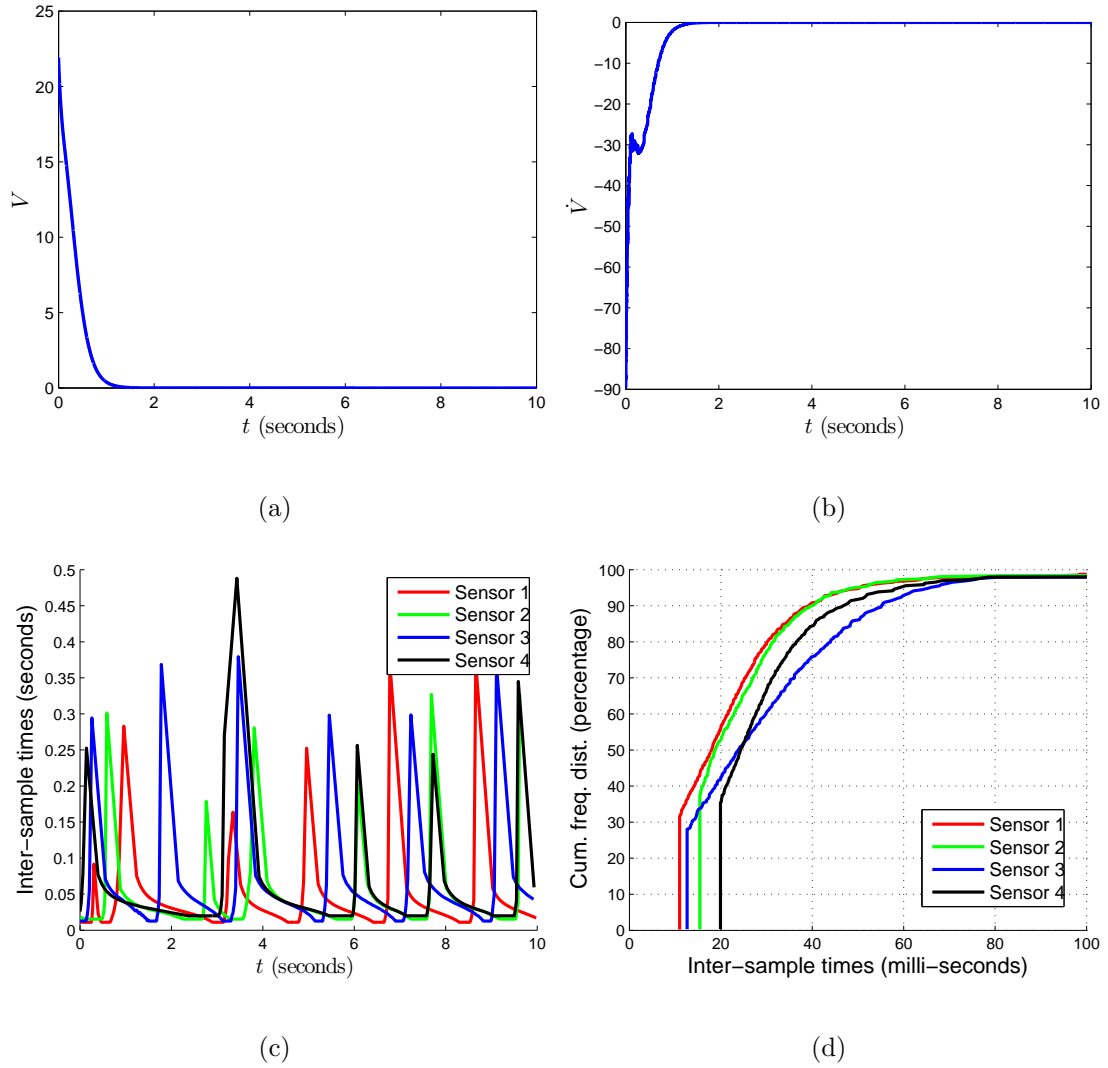 25
20
15
10
5
0
V
0 2 4 6 8 10
t (seconds)
(a)
0
−10
−20
−30
−40
−50
−60
−70
−80
−90
V̇
0 2 4 6 8 10
t (seconds)
(b)
0.5
0.45
0.4
0.35
0.3
0.25
0.2
0.15
0.1
0.05
0
Inter−sample times (seconds)
Sensor 1
Sensor 2
Sensor 3
Sensor 4
0 2 4 6 8 10
t (seconds)
(c)
100
90
80
70
60
50
40
30
20
10
0
Cum. freq. dist. (percentage)
Sensor 1
Sensor 2
Sensor 3
Sensor 4
0 20 40 60 80 100
Inter−sample times (milli−seconds)
(d)